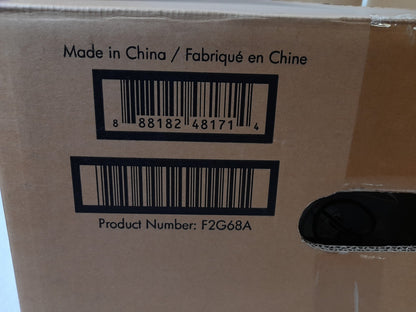 Made in China / Fabriqué en Chine
8 88182 48171 4
Product Number: F2G68A